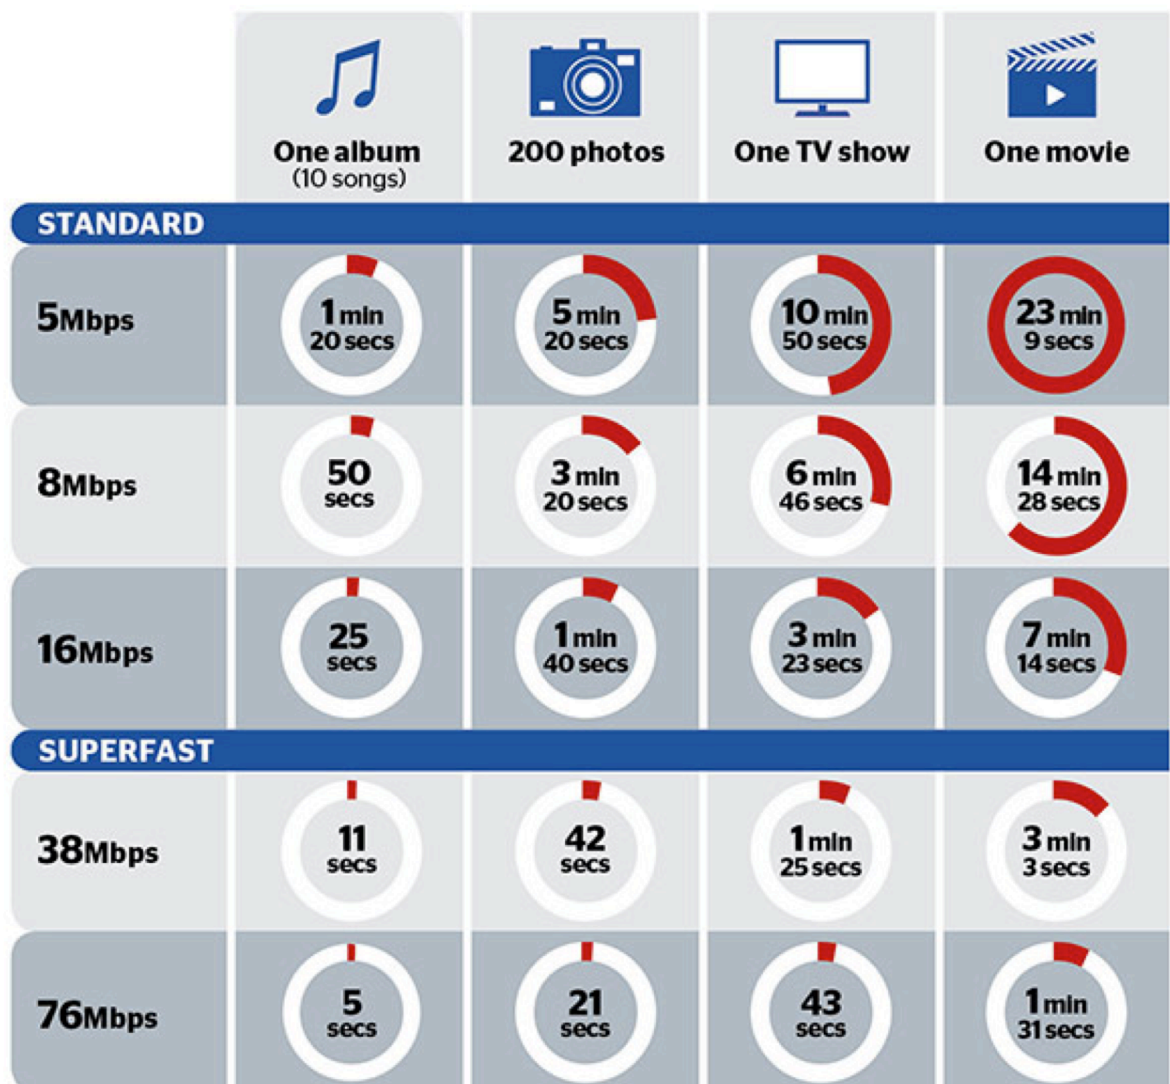 One album
(10 songs)
200 photos
One TV show
One movie
STANDARD
5Mbps
1 min
20 secs
5 min
20 secs
10 min
50 secs
23 min
9 secs
8Mbps
50
secs
3 min
20 secs
6 min
46 secs
14 min
28 secs
16Mbps
25
secs
1 min
40 secs
3 min
23 secs
7 min
14 secs
SUPERFAST
38Mbps
11
secs
42
secs
1 min
25 secs
3 min
3 secs
76Mbps
5
secs
21
secs
43
secs
1 min
31 secs